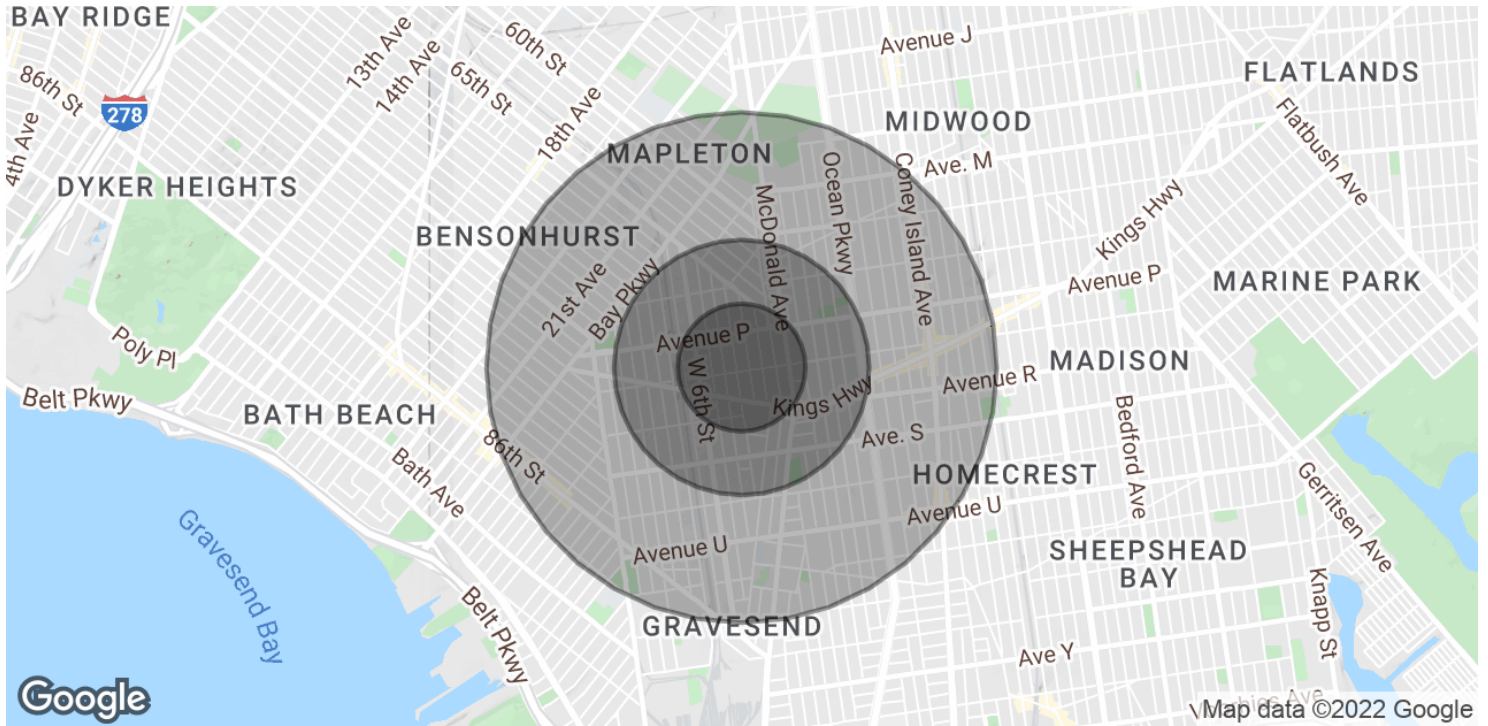 BAY RIDGE
13th Ave
60th St
Avenue J
86th St
14th Ave
65th St
FLATLANDS
278
18th Ave
MIDWOOD
Flatbush Ave
4th Ave
MAPLETON
Ave. M
DYKER HEIGHTS
Ocean Pkwy
Coney Island Ave
McDonald Ave
Kings Hwy
BENSONHURST
21st Ave
Bay Pkwy
Avenue P
MARINE PARK
Poly Pl
Avenue P
W 6th St
MADISON
Avenue R
Belt Pkwy
Kings Hwy
BATH BEACH
86th St
Ave. S
Bedford Ave
Bath Ave
HOMECREST
Gerritsen Ave
Avenue U
Avenue U
SHEEPSHEAD
BAY
Gravesend Bay
Belt Pkwy
GRAVESEND
Knapp St
Ave Y
Google
Map data ©2022 Google